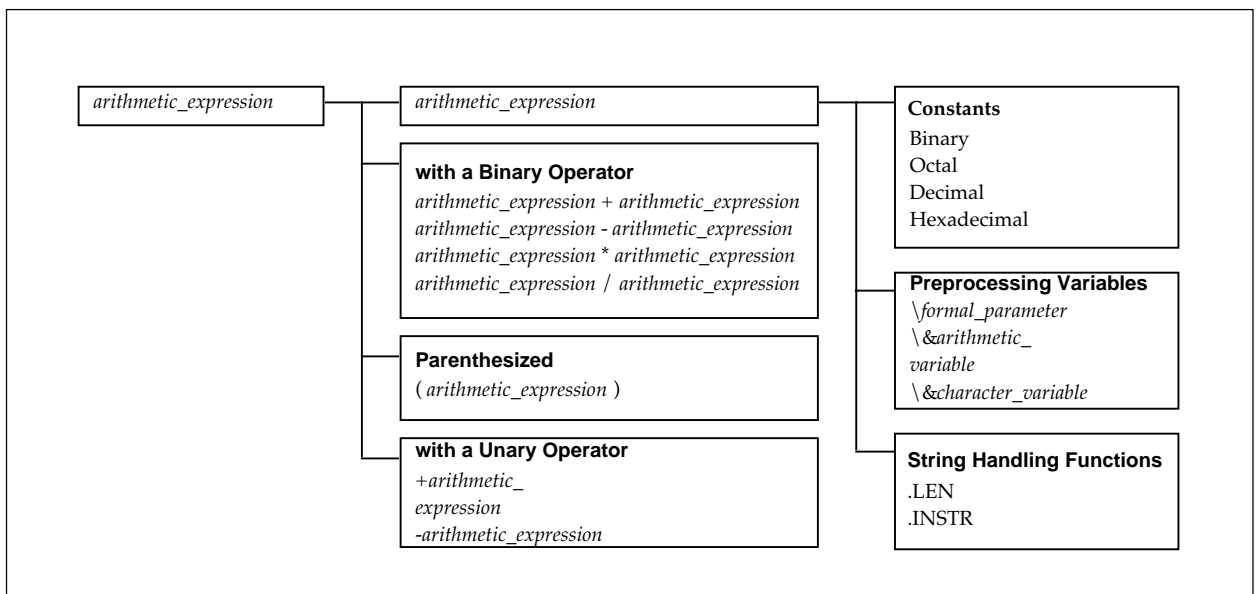 arithmetic_expression
arithmetic_expression
with a Binary Operator
arithmetic_expression + arithmetic_expression
arithmetic_expression - arithmetic_expression
arithmetic_expression * arithmetic_expression
arithmetic_expression / arithmetic_expression
Parenthesized
( arithmetic_expression )
with a Unary Operator
+arithmetic_
expression
-arithmetic_expression
Constants
Binary
Octal
Decimal
Hexadecimal
Preprocessing Variables
\formal_parameter
\&arithmetic_
variable
\&character_variable
String Handling Functions
.LEN
.INSTR